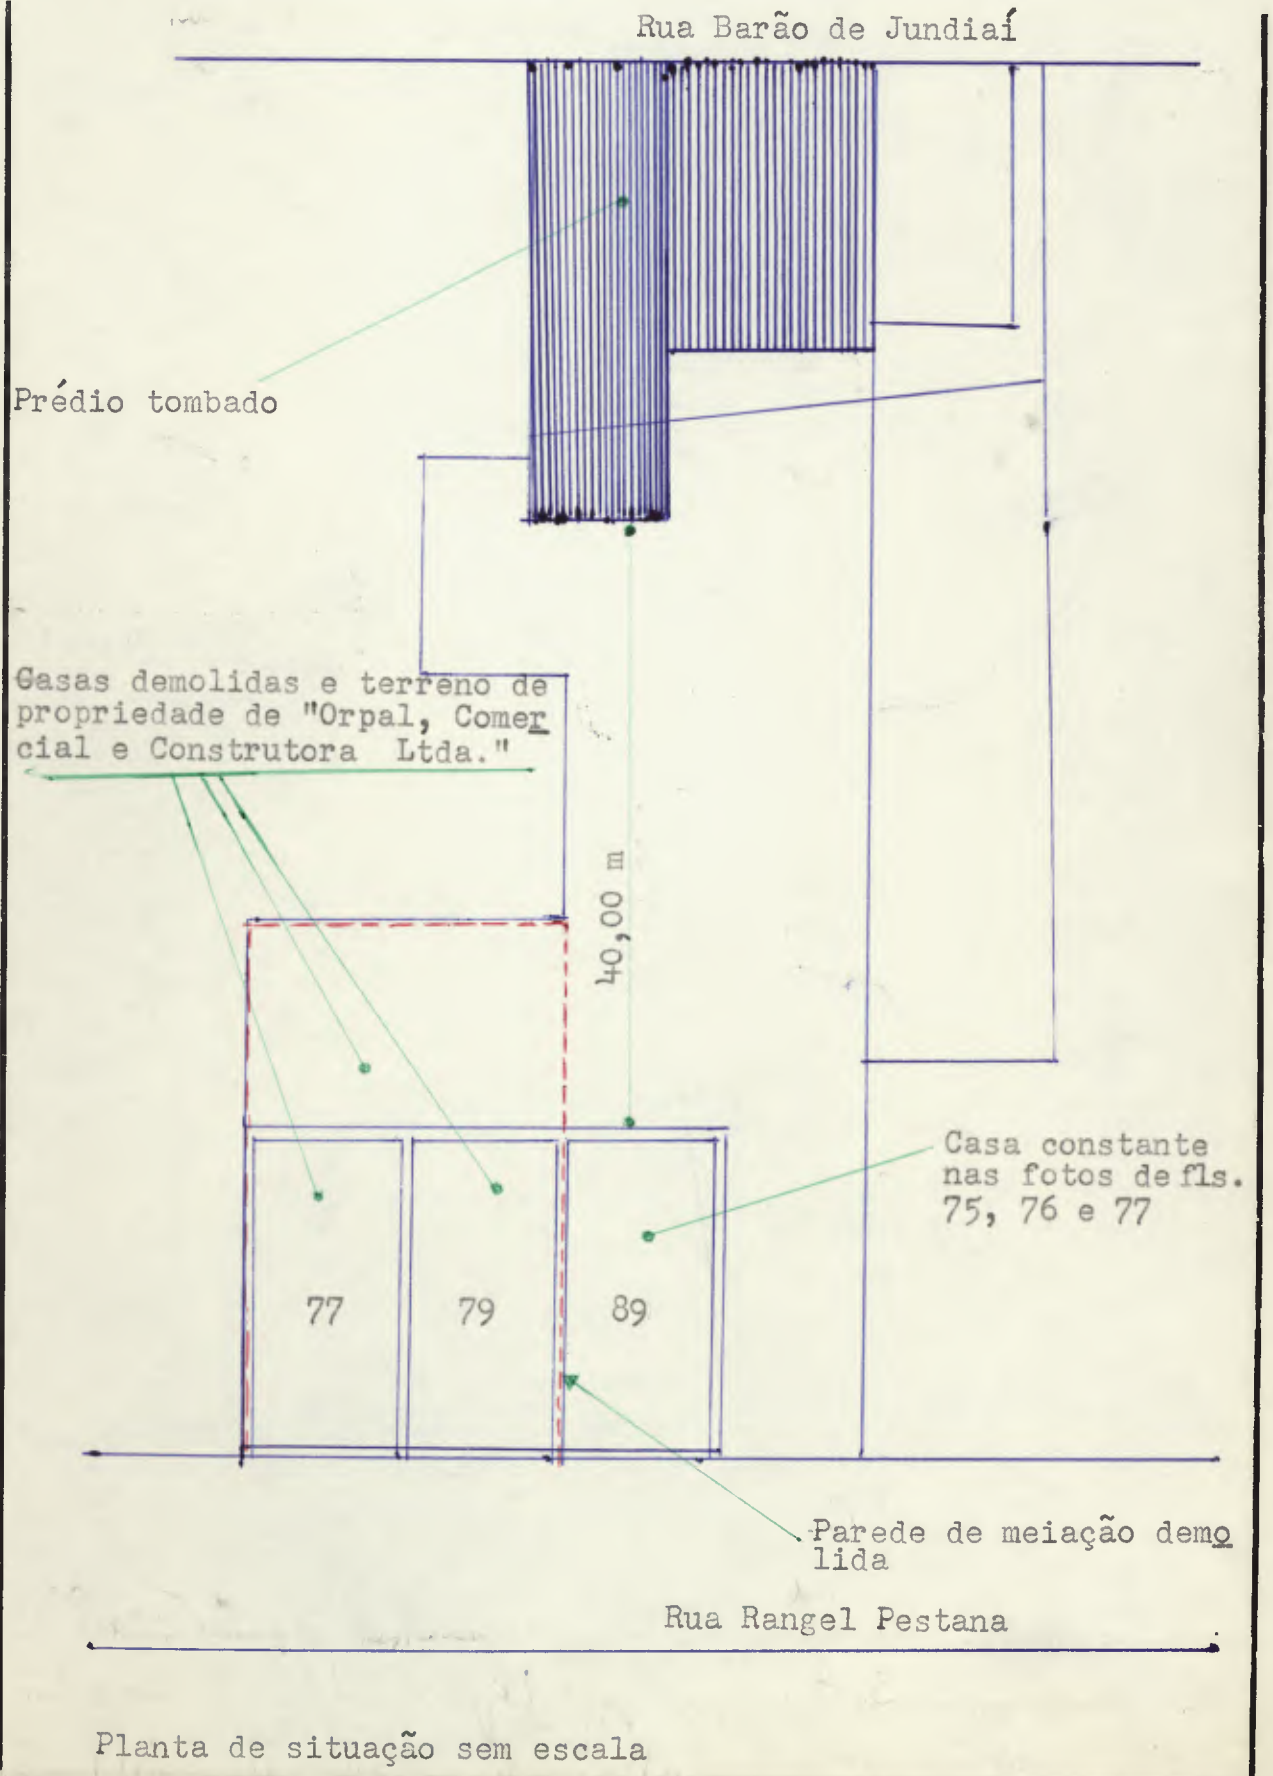 Rua Barão de Jundiaí
Prédio tombado
Casas demolidas e terreno de
propriedade de "Orpal, Comer
cial e Construtora Ltda."
40,00 m
Casa constante
nas fotos de fls.
75, 76 e 77
77
79
89
Parede de meiação demo
lida
Rua Rangel Pestana
Planta de situação sem escala